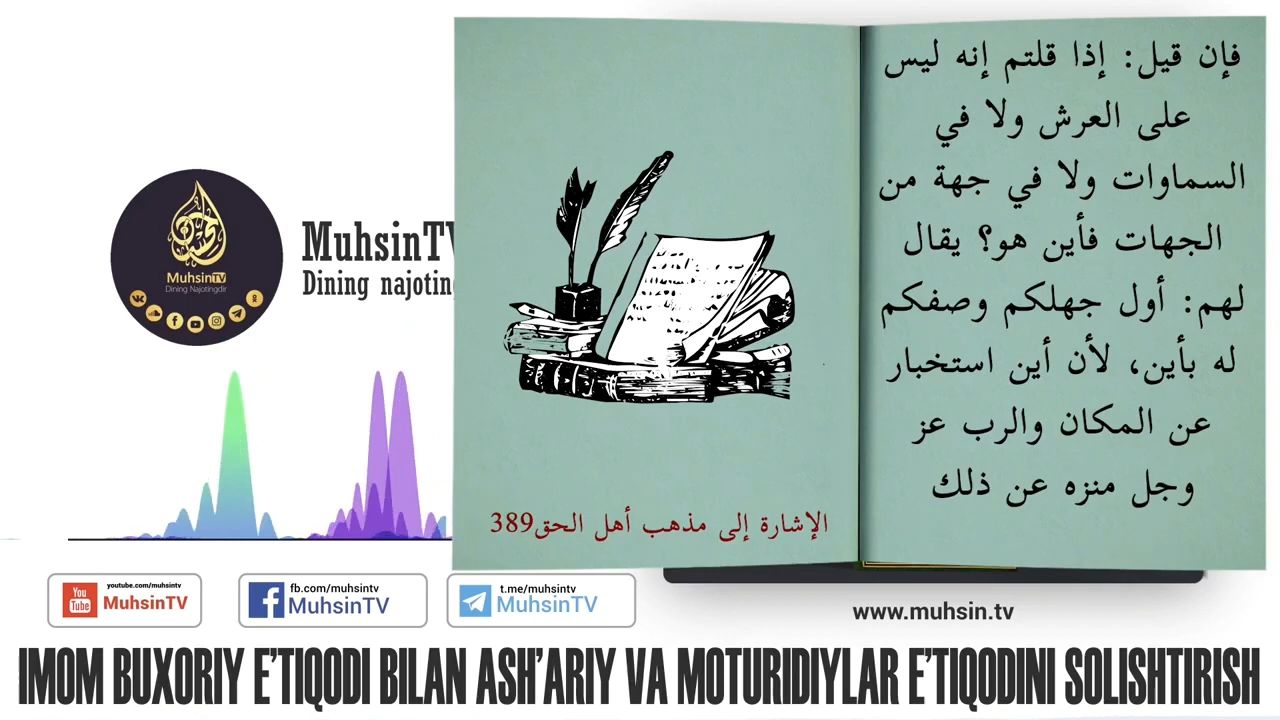 فإن قيل: إذا قلتم إنه ليس
على العرش ولا في
السماوات ولا في جهة من
الجهات فأين هو؟ يقال
لهم: أول جهلكم وصفكم
له بأين، لأن أين استخبار
عن المكان والرب عز
وجل منزه عن ذلك
الإشارة إلى مذهب أهل الحق389
MuhsinTV
Dining Najotingdir
MuhsinTV
Dining najoting
youtube.com/muhsintv
You Tube
MuhsinTV
fb.com/muhsintv
MuhsinTV
t.me/muhsintv
MuhsinTV
www.muhsin.tv
IMOM BUXORIY E'TIQODI BILAN ASH'ARIY VA MOTURIDIYLAR E'TIQODINI SOLISHTIRISH